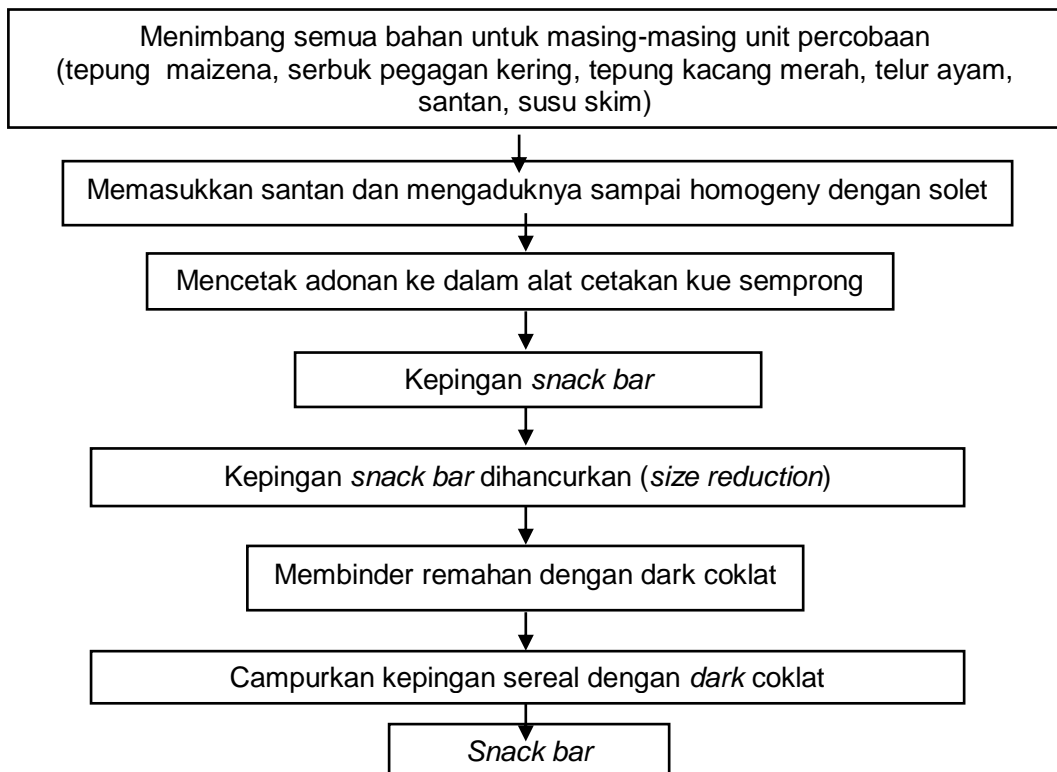 Menimbang semua bahan untuk masing-masing unit percobaan
(tepung maizena, serbuk pegagan kering, tepung kacang merah, telur ayam,
santan, susu skim)
Memasukkan santan dan mengaduknya sampai homogeny dengan solet
Mencetak adonan ke dalam alat cetakan kue semprong
Kepingan snack bar
Kepingan snack bar dihancurkan (size reduction)
Membinder remahan dengan dark coklat
Campurkan kepingan sereal dengan dark coklat
Snack bar